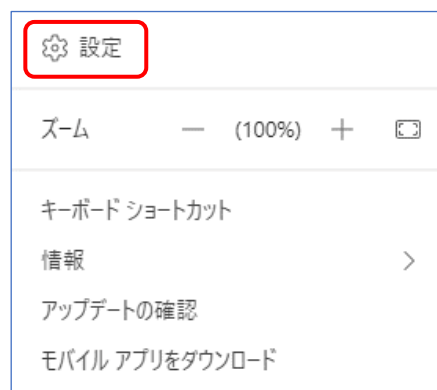 設定
ズーム — (100%) +
キーボード ショートカット
情報 >
アップデートの確認
モバイル アプリをダウンロード